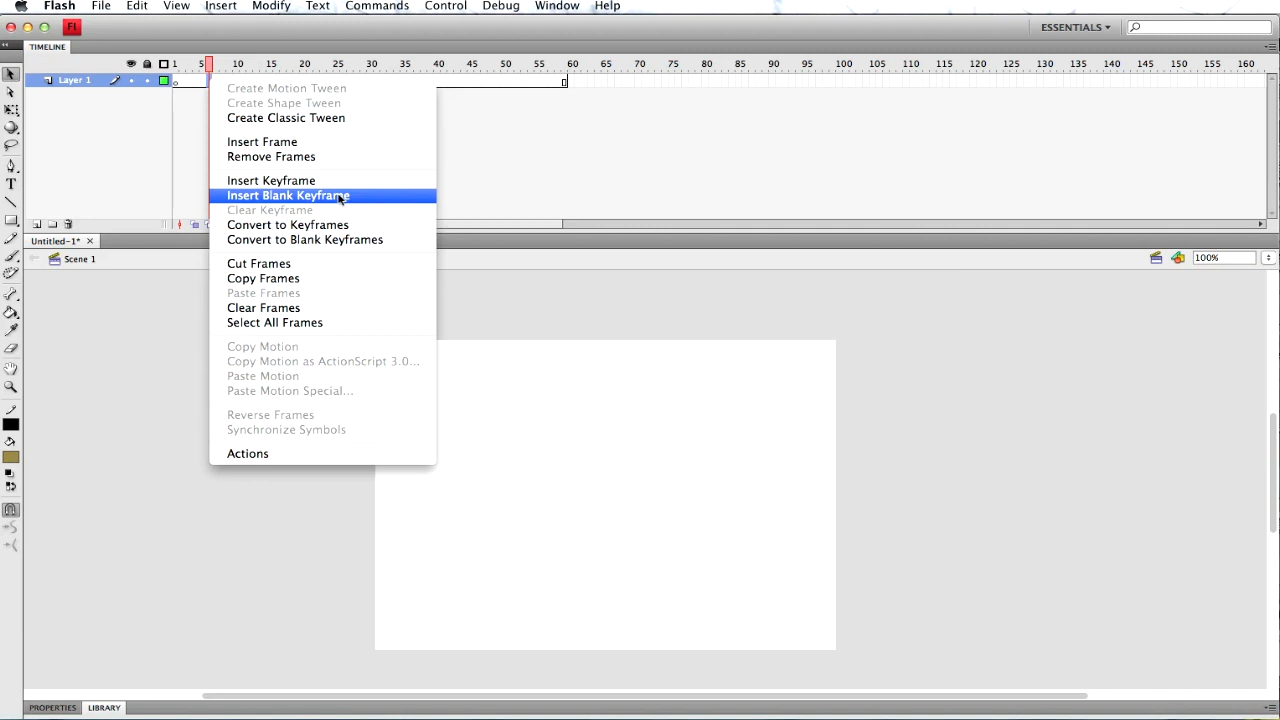 Flash File Edit View Insert Modify Text Commands Control Debug Window Help
Fl ESSENTIALS
TIMELINE
1 5 10 15 20 25 30 35 40 45 50 55 60 65 70 75 80 85 90 95 100 105 110 115 120 125 130 135 140 145 150 155 160
Layer 1
Create Motion Tween
Create Shape Tween
Create Classic Tween
Insert Frame
Remove Frames
Insert Keyframe
Insert Blank Keyframe
Clear Keyframe
Convert to Keyframes
Convert to Blank Keyframes
Untitled-1*
Scene 1
100%
Cut Frames
Copy Frames
Paste Frames
Clear Frames
Select All Frames
Copy Motion
Copy Motion as ActionScript 3.0...
Paste Motion
Paste Motion Special...
Reverse Frames
Synchronize Symbols
Actions
T
PROPERTIES LIBRARY